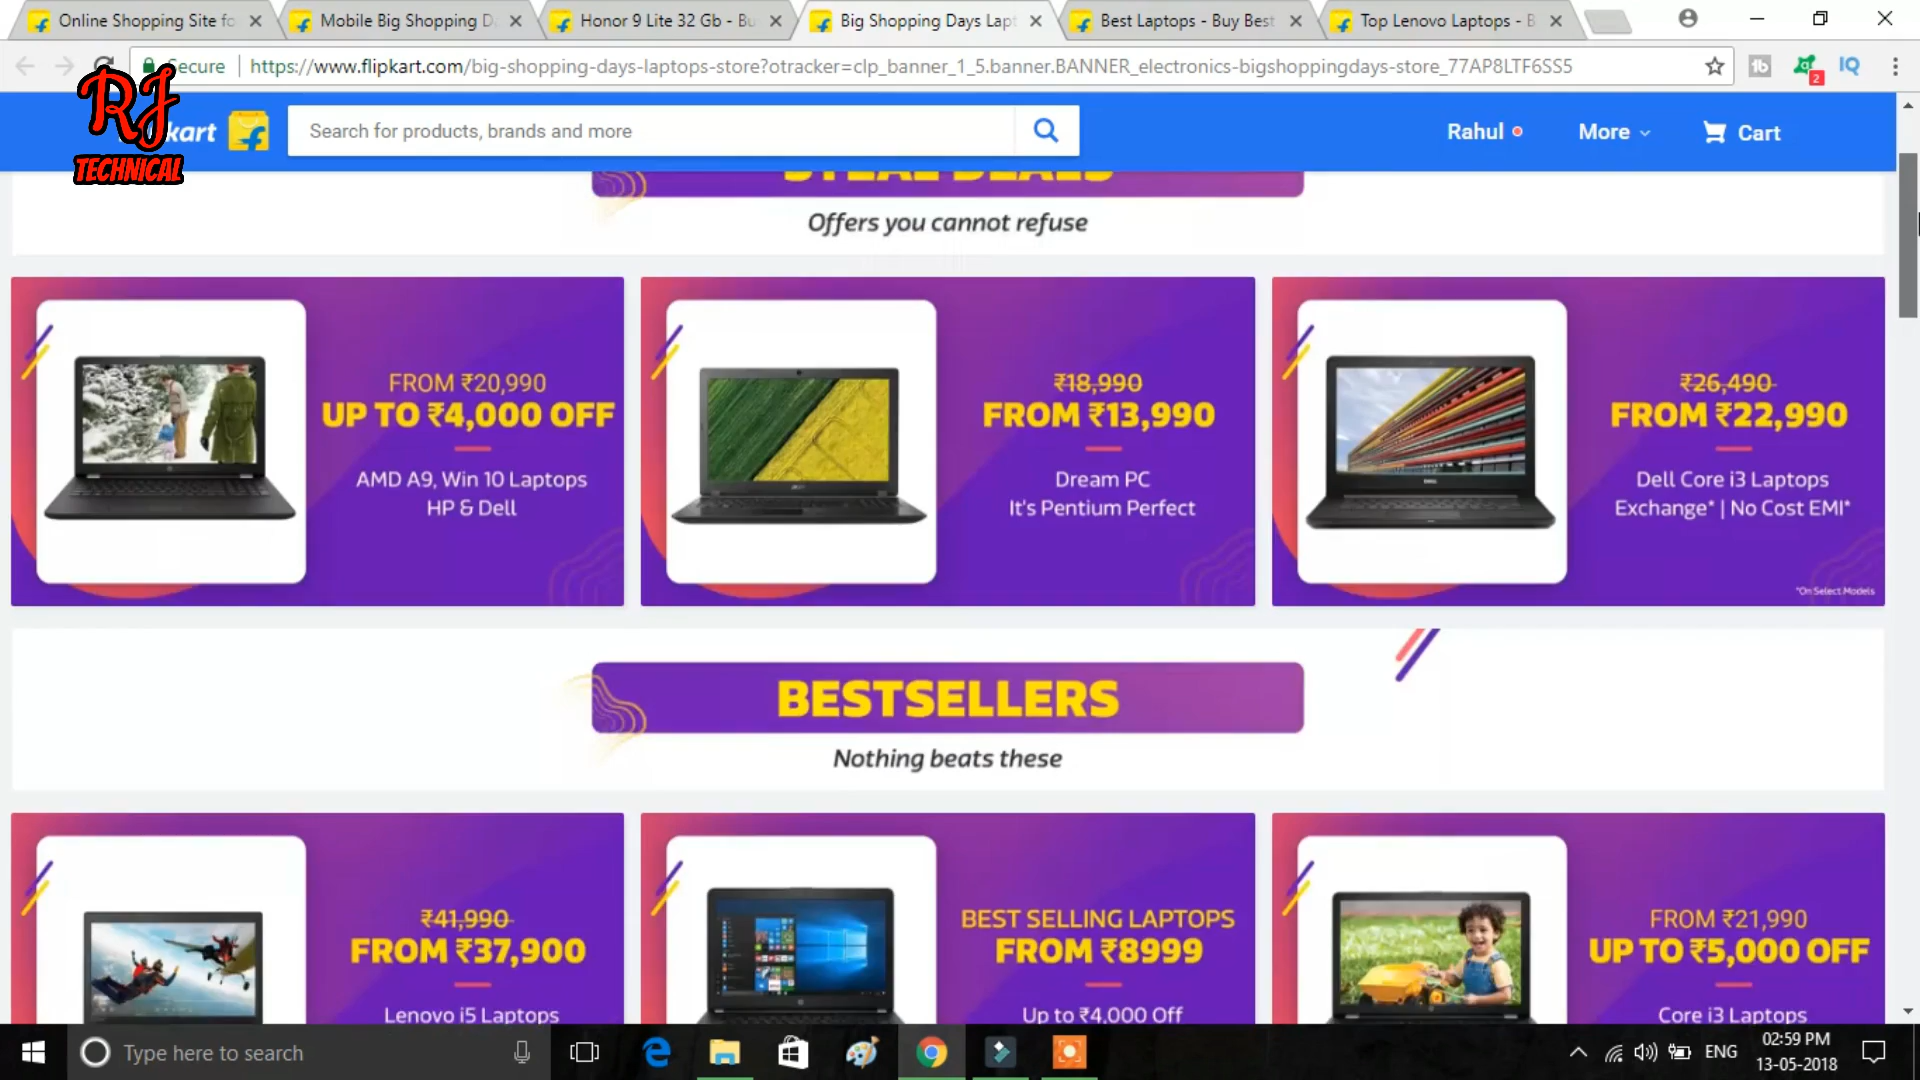 Online Shopping Site fo
Mobile Big Shopping D
Honor 9 Lite 32 Gb - Bu
Big Shopping Days Lapt
Best Laptops - Buy Best
Top Lenovo Laptops - B
Secure
https://www.flipkart.com/big-shopping-days-laptops-store?otracker=clp_banner_1_5.banner.BANNER_electronics-bigshoppingdays-store_77AP8LTF6SS5
2
IQ
RJ
TECHNICAL
kart
Search for products, brands and more
Rahul
More
Cart
STEAL DEALS
Offers you cannot refuse
FROM ₹20,990
UP TO ₹4,000 OFF
AMD A9, Win 10 Laptops
HP & Dell
₹18,990
FROM ₹13,990
Dream PC
It's Pentium Perfect
₹26,490
FROM ₹22,990
Dell Core i3 Laptops
Exchange* | No Cost EMI*
*On Select Models
BESTSELLERS
Nothing beats these
₹41,990
FROM ₹37,900
Lenovo i5 Laptops
BEST SELLING LAPTOPS
FROM ₹8999
Up to ₹4,000 Off
FROM ₹21,990
UP TO ₹5,000 OFF
Core i3 Laptops
Type here to search
ENG
02:59 PM
13-05-2018